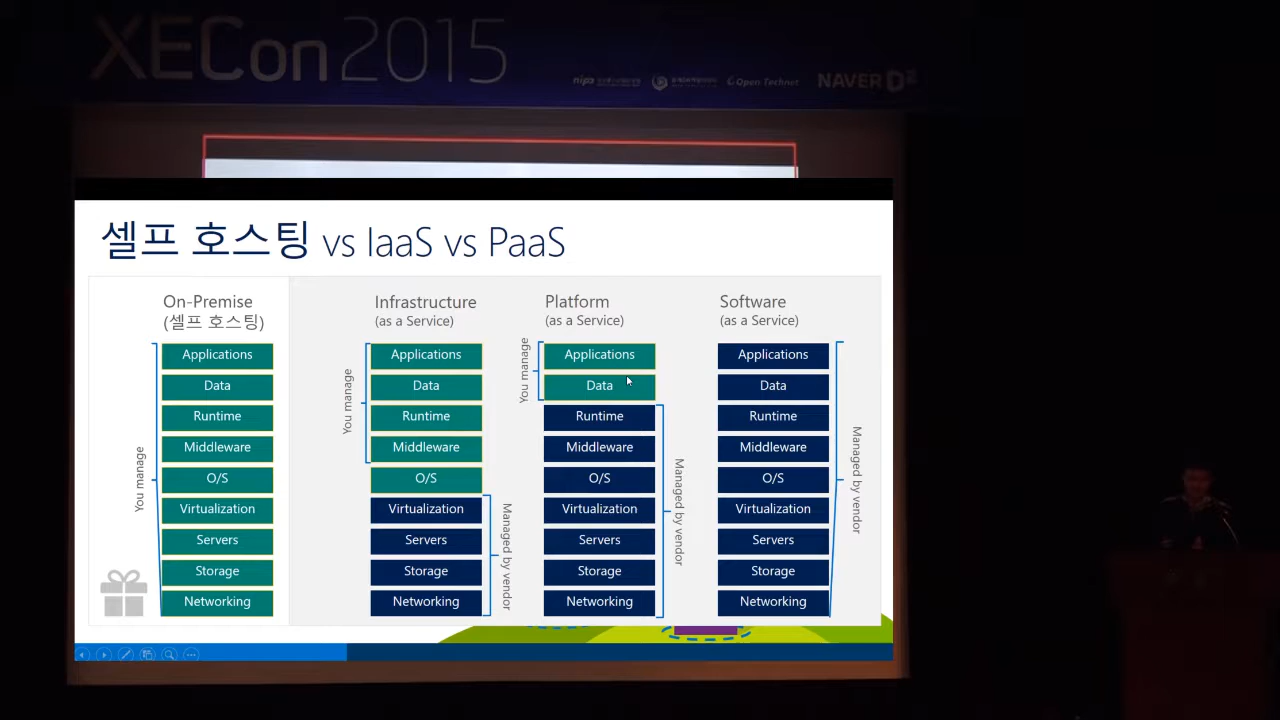 XECon2015
nipa
Open Technet
NAVER D2
셀프 호스팅 vs IaaS vs PaaS
On-Premise
(셀프 호스팅)
You manage
Applications
Data
Runtime
Middleware
O/S
Virtualization
Servers
Storage
Networking
Infrastructure
(as a Service)
You manage
Applications
Data
Runtime
Middleware
O/S
Virtualization
Servers
Storage
Networking
Managed by vendor
Platform
(as a Service)
You manage
Applications
Data
Runtime
Middleware
O/S
Virtualization
Servers
Storage
Networking
Managed by vendor
Software
(as a Service)
Applications
Data
Runtime
Middleware
O/S
Virtualization
Servers
Storage
Networking
Managed by vendor